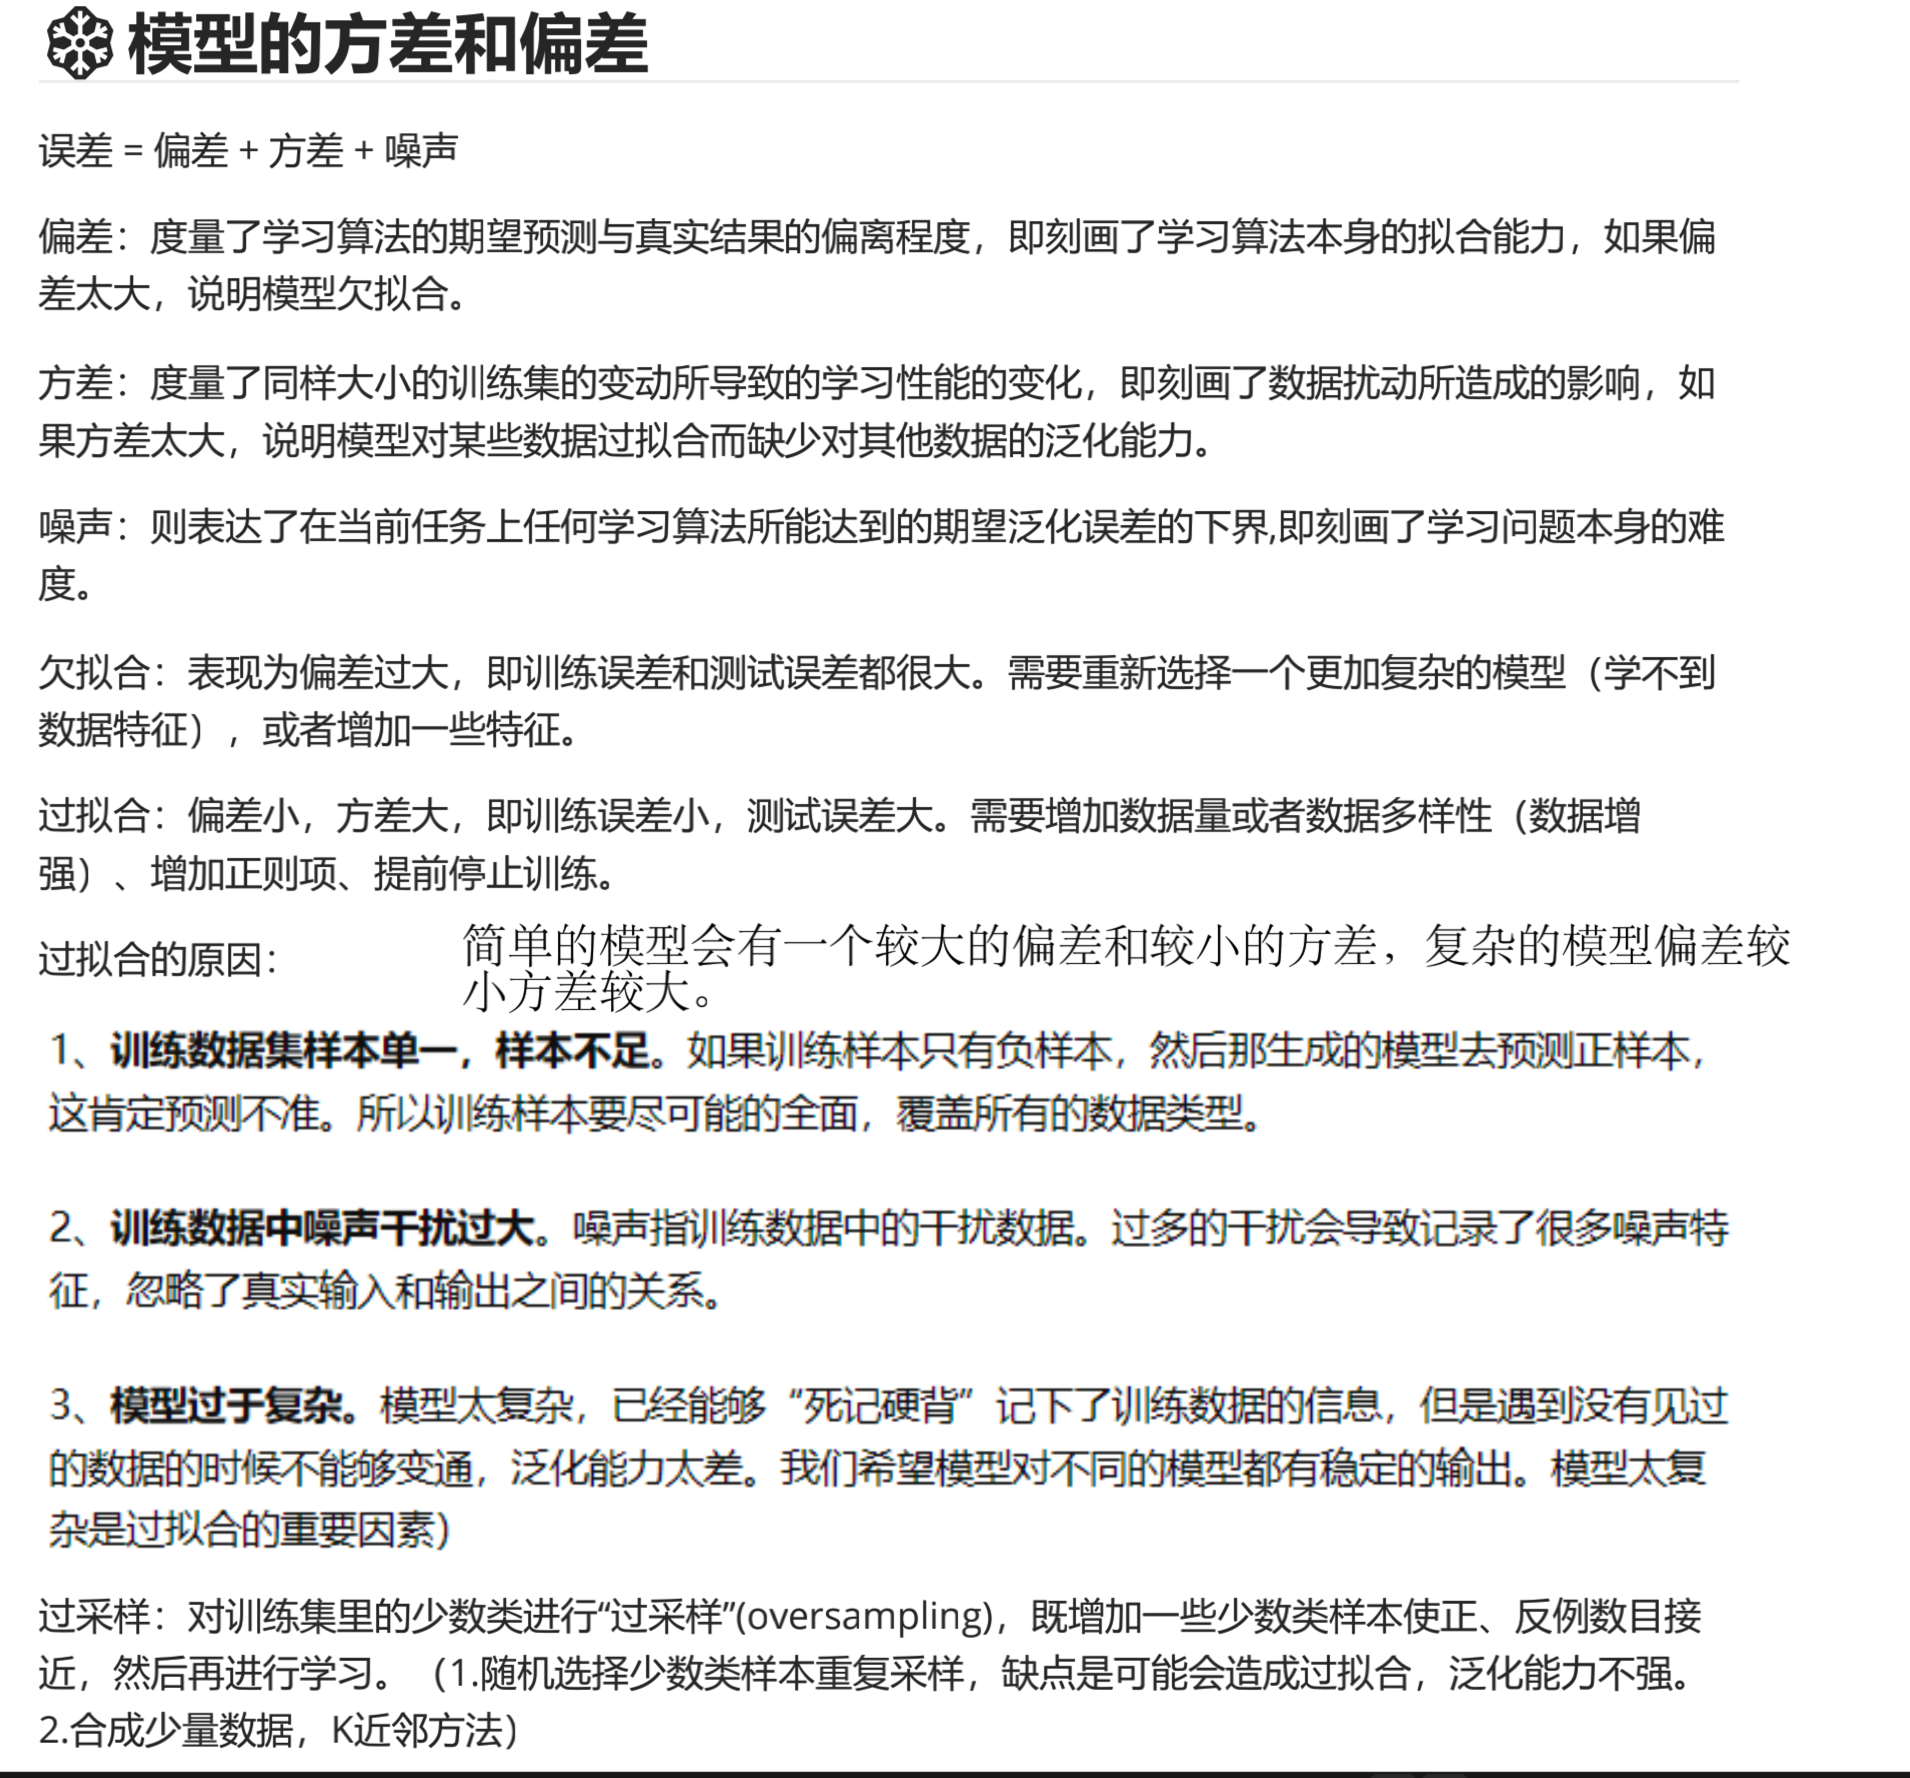 模型的方差和偏差
误差 = 偏差 + 方差 + 噪声
偏差：度量了学习算法的期望预测与真实结果的偏离程度，即刻画了学习算法本身的拟合能力，如果偏
差太大，说明模型欠拟合。
方差：度量了同样大小的训练集的变动所导致的学习性能的变化，即刻画了数据扰动所造成的影响，如
果方差太大，说明模型对某些数据过拟合而缺少对其他数据的泛化能力。
噪声：则表达了在当前任务上任何学习算法所能达到的期望泛化误差的下界,即刻画了学习问题本身的难
度。
欠拟合：表现为偏差过大，即训练误差和测试误差都很大。需要重新选择一个更加复杂的模型（学不到
数据特征），或者增加一些特征。
过拟合：偏差小，方差大，即训练误差小，测试误差大。需要增加数据量或者数据多样性（数据增
强）、增加正则项、提前停止训练。
过拟合的原因：
简单的模型会有一个较大的偏差和较小的方差，复杂的模型偏差较
小方差较大。
1、训练数据集样本单一，样本不足。如果训练样本只有负样本，然后那生成的模型去预测正样本，
这肯定预测不准。所以训练样本要尽可能的全面，覆盖所有的数据类型。
2、训练数据中噪声干扰过大。噪声指训练数据中的干扰数据。过多的干扰会导致记录了很多噪声特
征，忽略了真实输入和输出之间的关系。
3、模型过于复杂。模型太复杂，已经能够“死记硬背”记下了训练数据的信息，但是遇到没有见过
的数据的时候不能够变通，泛化能力太差。我们希望模型对不同的模型都有稳定的输出。模型太复
杂是过拟合的重要因素）
过采样：对训练集里的少数类进行“过采样”(oversampling)，既增加一些少数类样本使正、反例数目接
近，然后再进行学习。（1.随机选择少数类样本重复采样，缺点是可能会造成过拟合，泛化能力不强。
2.合成少量数据，K近邻方法）